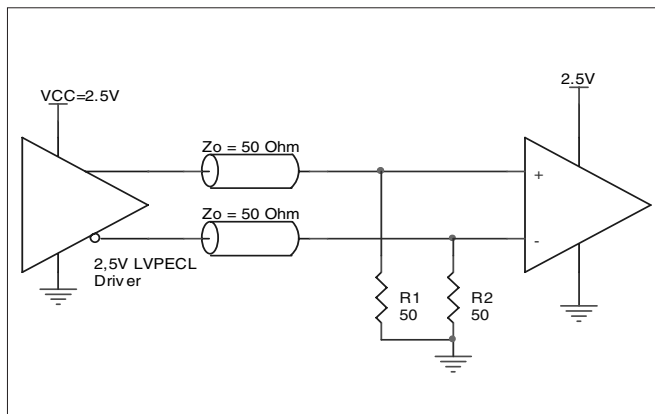 VCC=2.5V
2.5V
Zo = 50 Ohm
+
Zo = 50 Ohm
-
2,5V LVPECL
Driver
R1
50
R2
50